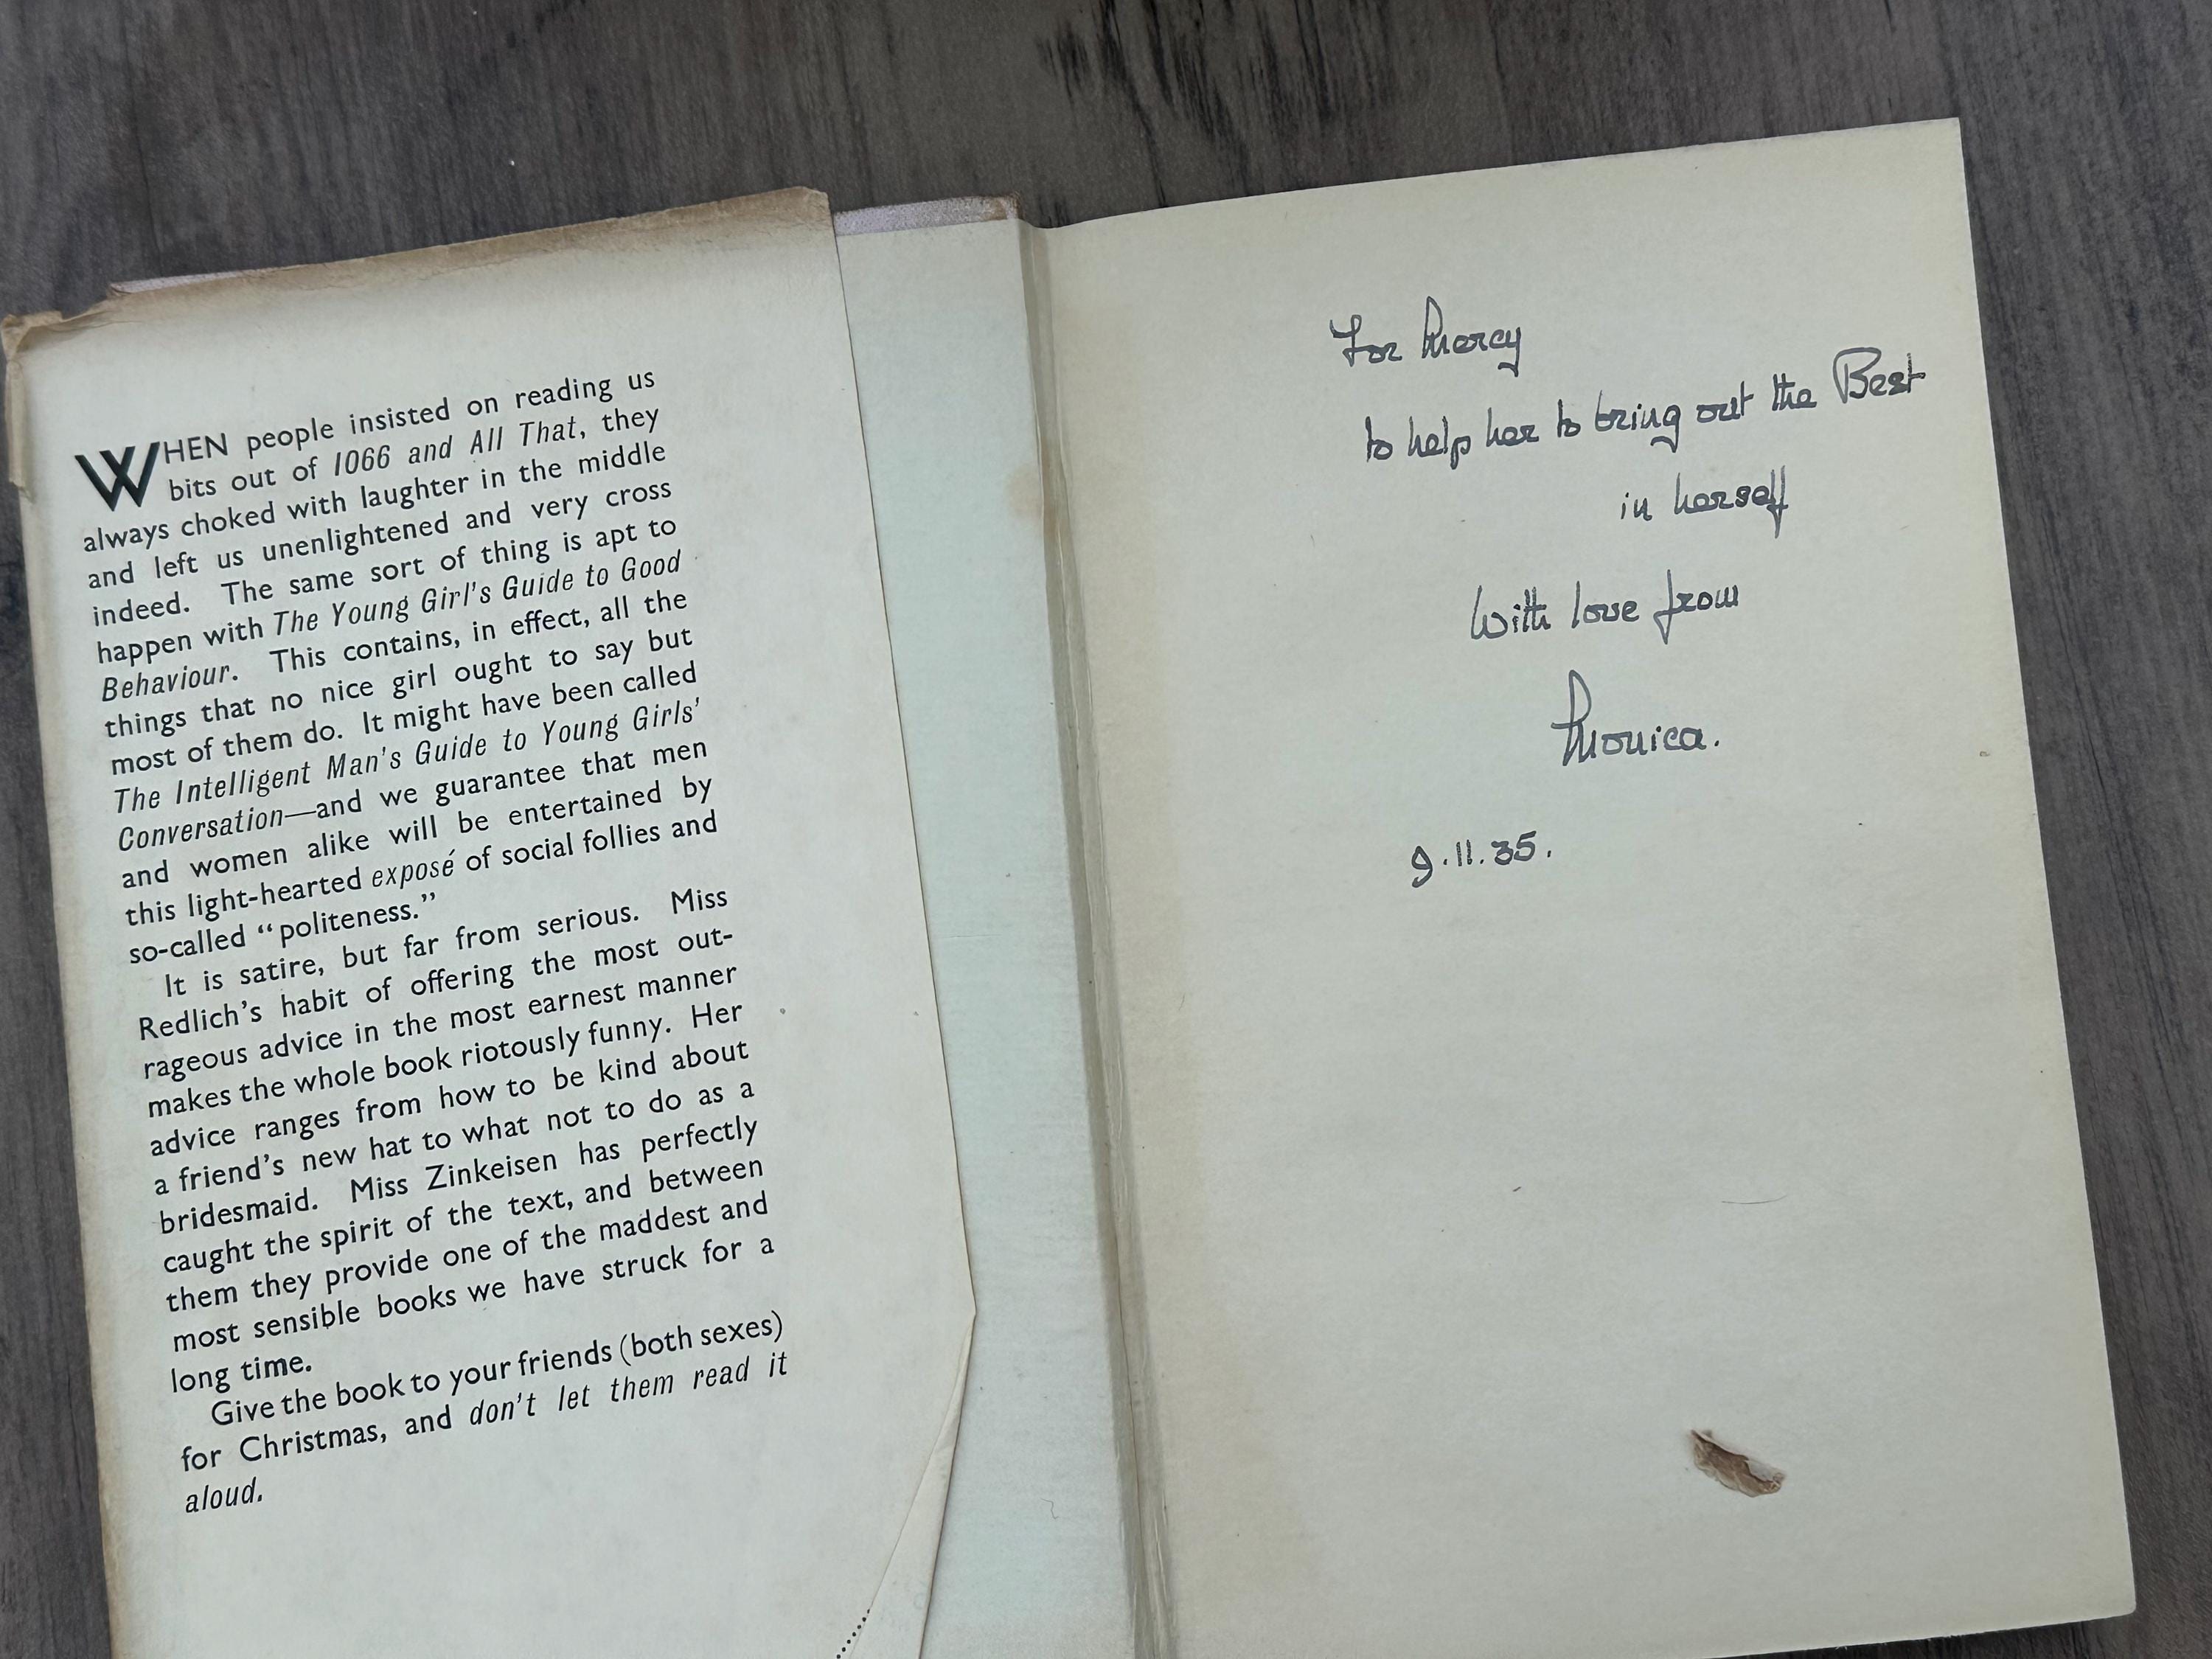 WHEN people insisted on reading us
bits out of 1066 and All That, they
always choked with laughter in the middle
and left us unenlightened and very cross
indeed. The same sort of thing is apt to
happen with The Young Girl's Guide to Good
Behaviour. This contains, in effect, all the
things that no nice girl ought to say but
most of them do. It might have been called
The Intelligent Man's Guide to Young Girls'
Conversation—and we guarantee that men
and women alike will be entertained by
this light-hearted exposé of social follies and
so-called “politeness.”
It is satire, but far from serious. Miss
Redlich's habit of offering the most out-
rageous advice in the most earnest manner
makes the whole book riotously funny. Her
advice ranges from how to be kind about
a friend's new hat to what not to do as a
bridesmaid. Miss Zinkeisen has perfectly
caught the spirit of the text, and between
them they provide one of the maddest and
most sensible books we have struck for a
long time.
Give the book to your friends (both sexes)
for Christmas, and don't let them read it
aloud.
For Mercy
to help her to bring out the Best
in herself
With love from
Monica.
9.11.35.